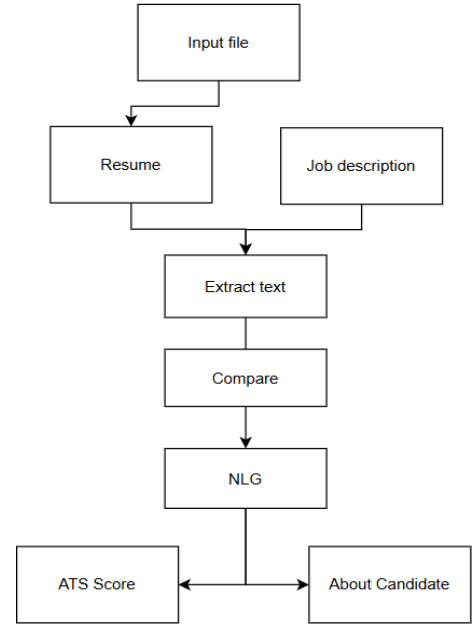 Input file
Resume
Job description
Extract text
Compare
NLG
ATS Score
About Candidate